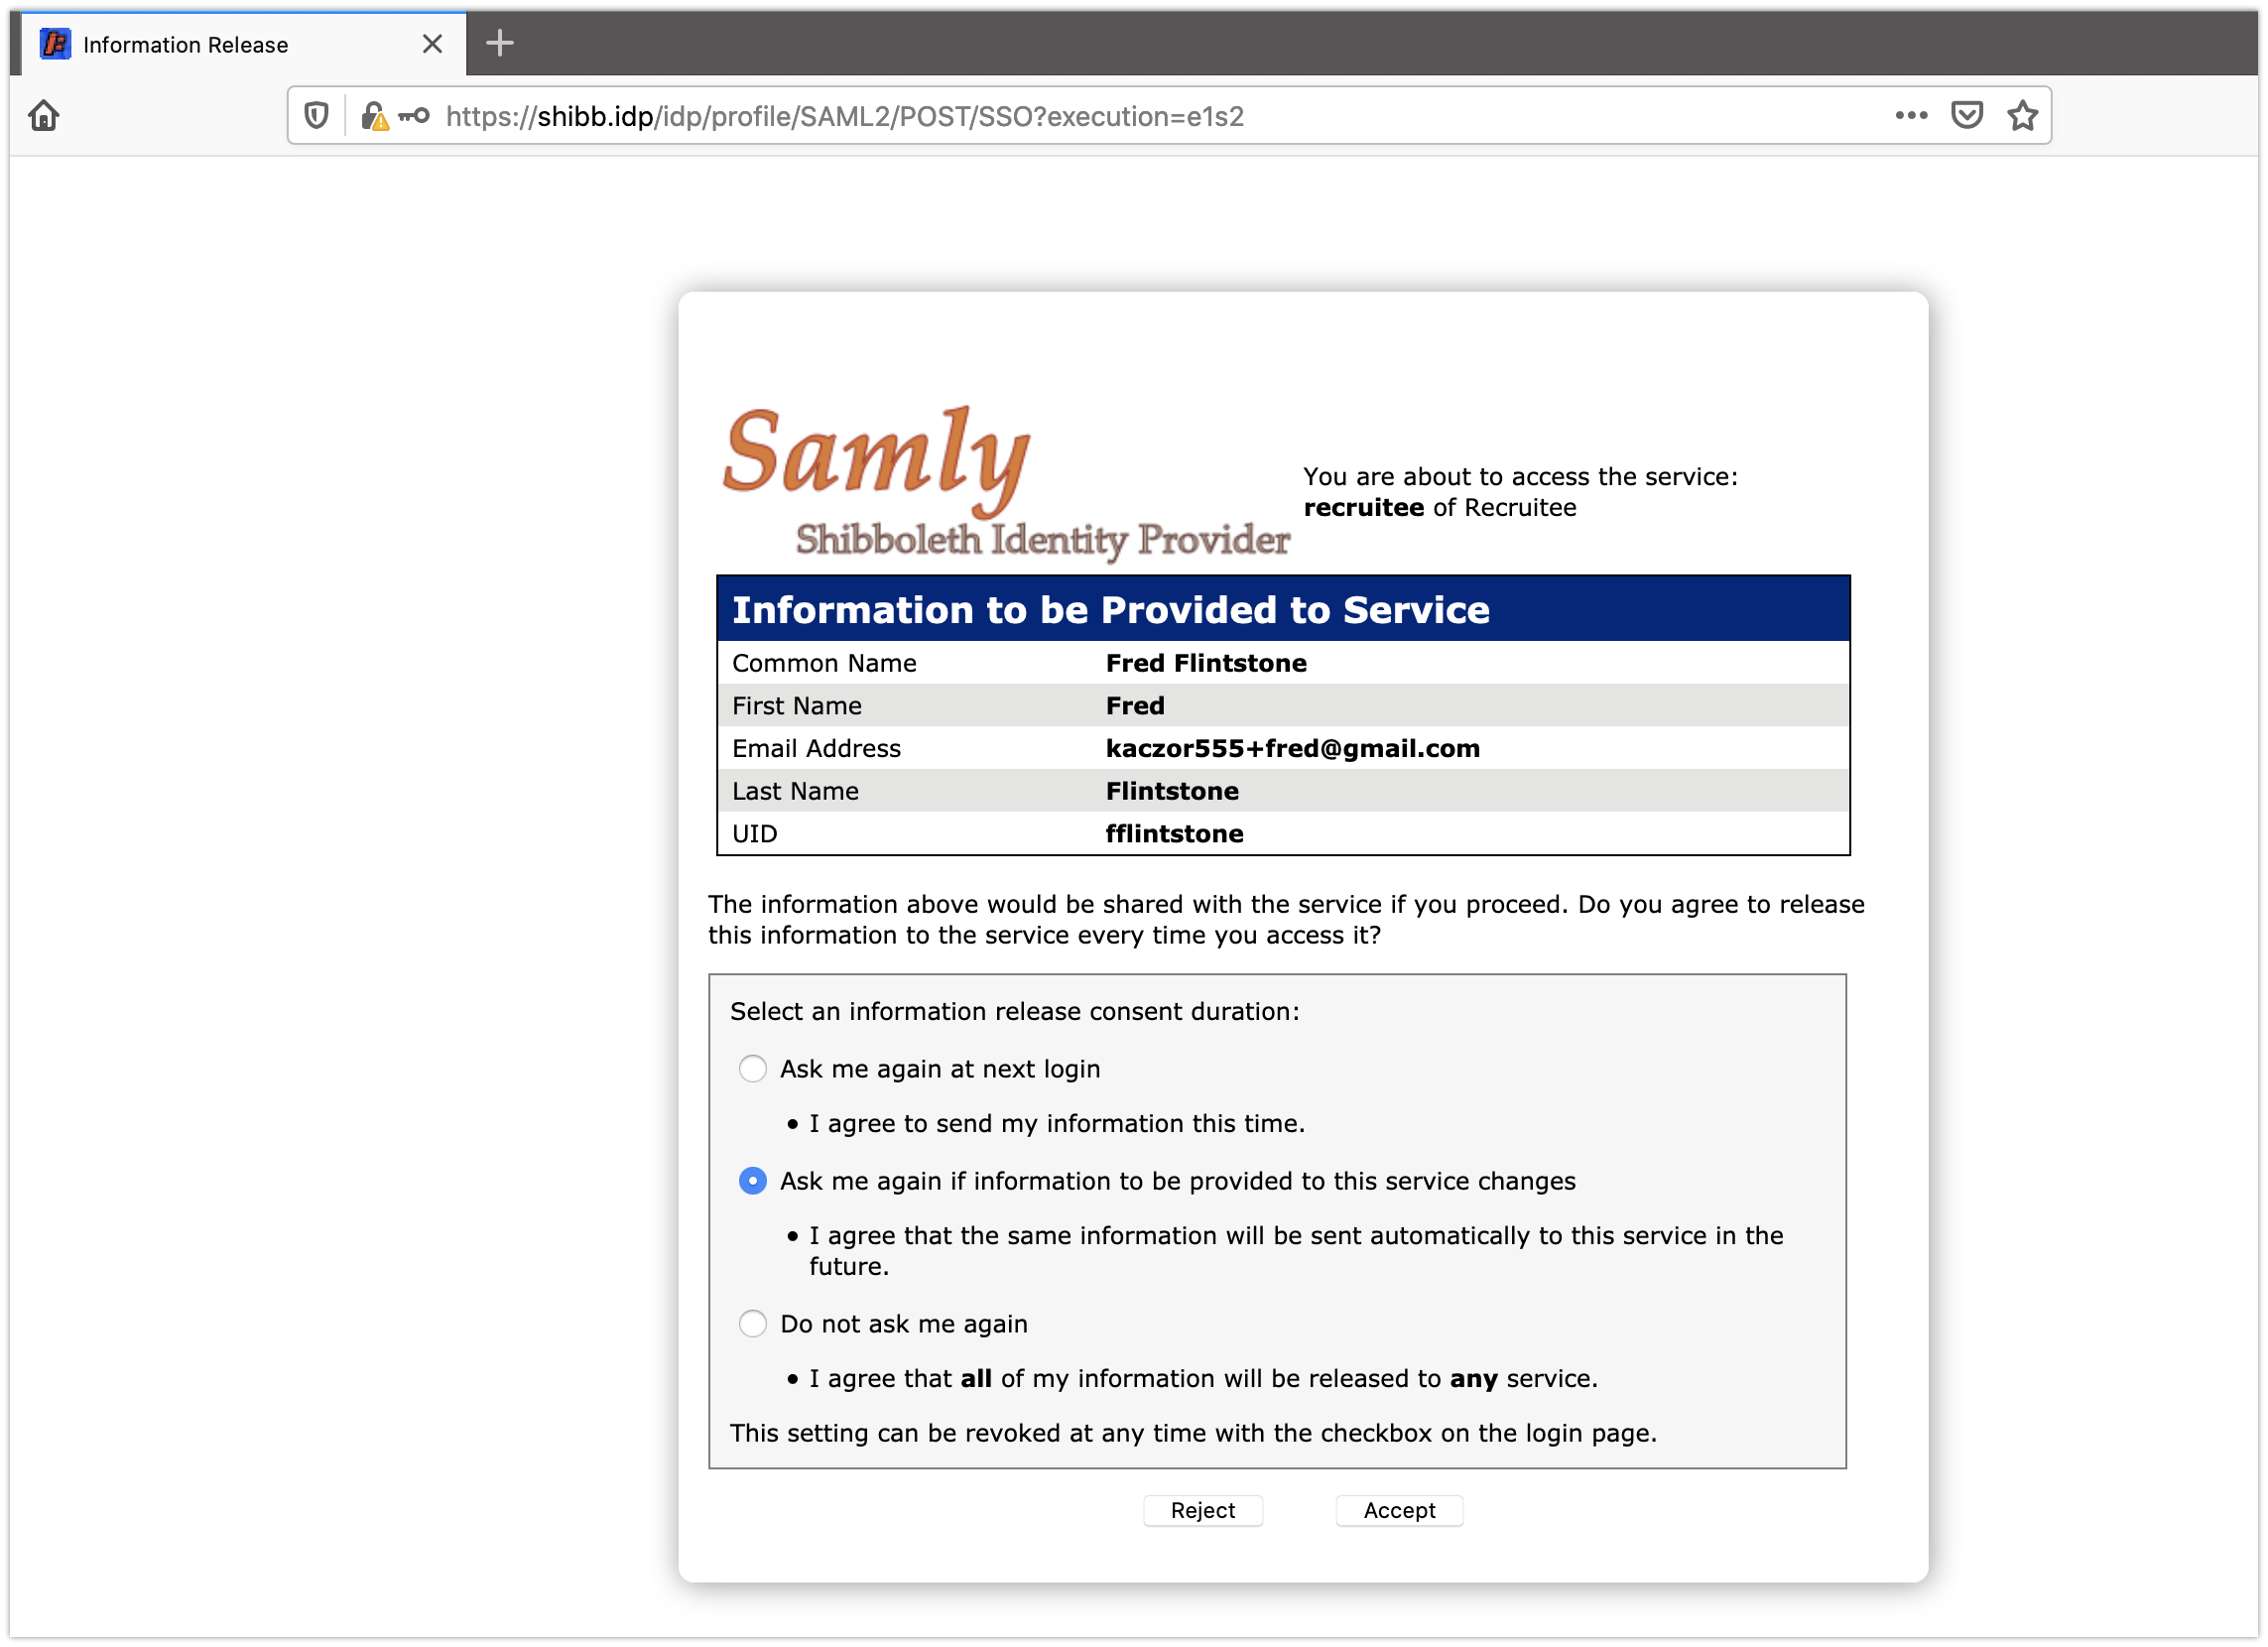 Information Release
https://shibb.idp/idp/profile/SAML2/POST/SSO?execution=e1s2
Samly
Shibboleth Identity Provider
You are about to access the service:
recruitee of Recruitee
Information to be Provided to Service
Common Name Fred Flintstone
First Name Fred
Email Address kaczor555+fred@gmail.com
Last Name Flintstone
UID fflintstone
The information above would be shared with the service if you proceed. Do you agree to release
this information to the service every time you access it?
Select an information release consent duration:
Ask me again at next login
• I agree to send my information this time.
Ask me again if information to be provided to this service changes
• I agree that the same information will be sent automatically to this service in the
future.
Do not ask me again
• I agree that all of my information will be released to any service.
This setting can be revoked at any time with the checkbox on the login page.
Reject Accept